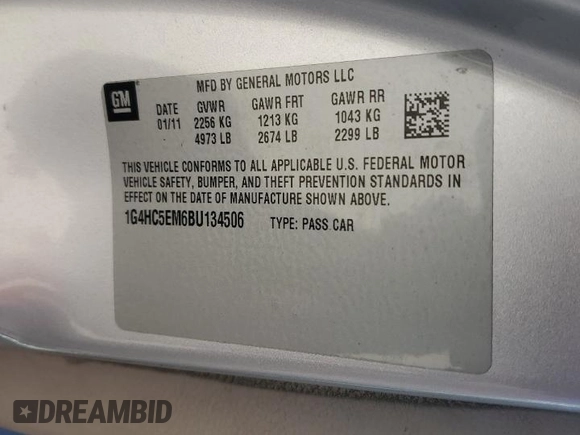 MFD BY GENERAL MOTORS LLC
GM
DATE GVWR GAWR FRT GAWR RR
01/11 2256 KG 1213 KG 1043 KG
4973 LB 2674 LB 2299 LB
THIS VEHICLE CONFORMS TO ALL APPLICABLE U.S. FEDERAL MOTOR
VEHICLE SAFETY, BUMPER, AND THEFT PREVENTION STANDARDS IN
EFFECT ON THE DATE OF MANUFACTURE SHOWN ABOVE.
1G4HC5EM6BU134506 TYPE: PASS CAR
DREAMBID